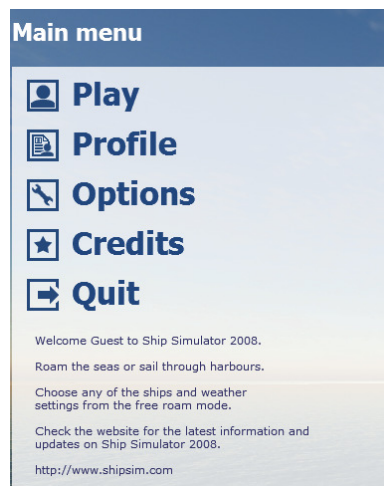 Main menu
Play
Profile
Options
Credits
Quit
Welcome Guest to Ship Simulator 2008.
Roam the seas or sail through harbours.
Choose any of the ships and weather
settings from the free roam mode.
Check the website for the latest information and
updates on Ship Simulator 2008.
http://www.shipsim.com